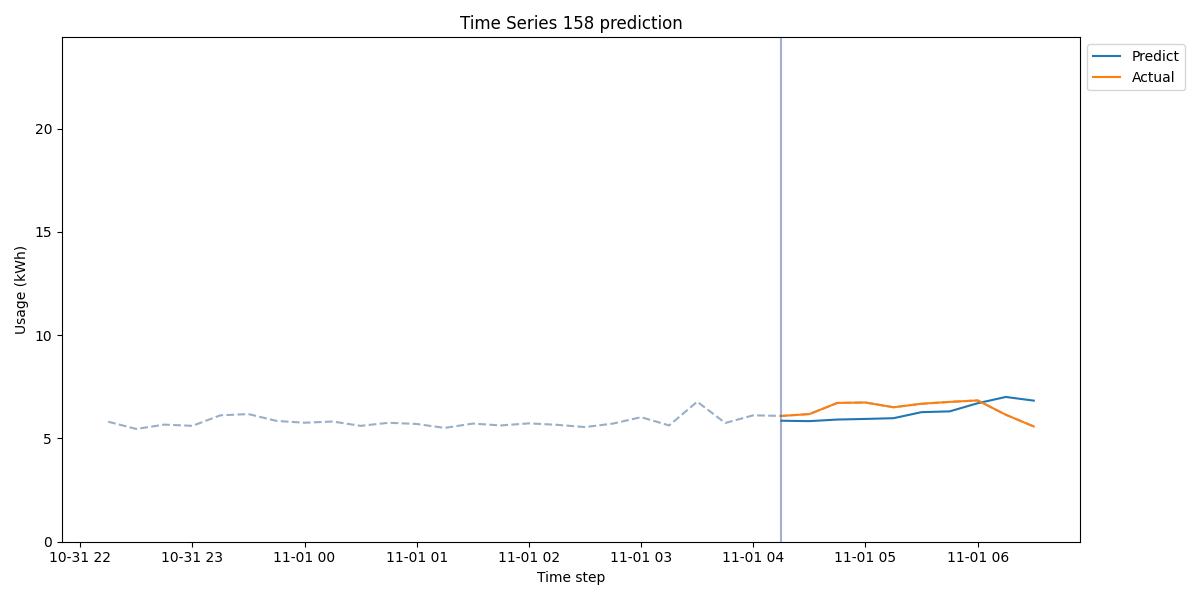 Time Series 158 prediction
Predict
Actual
Usage (kWh)
20
15
10
5
0
10-31 22
10-31 23
11-01 00
11-01 01
11-01 02
11-01 03
11-01 04
11-01 05
11-01 06
Time step